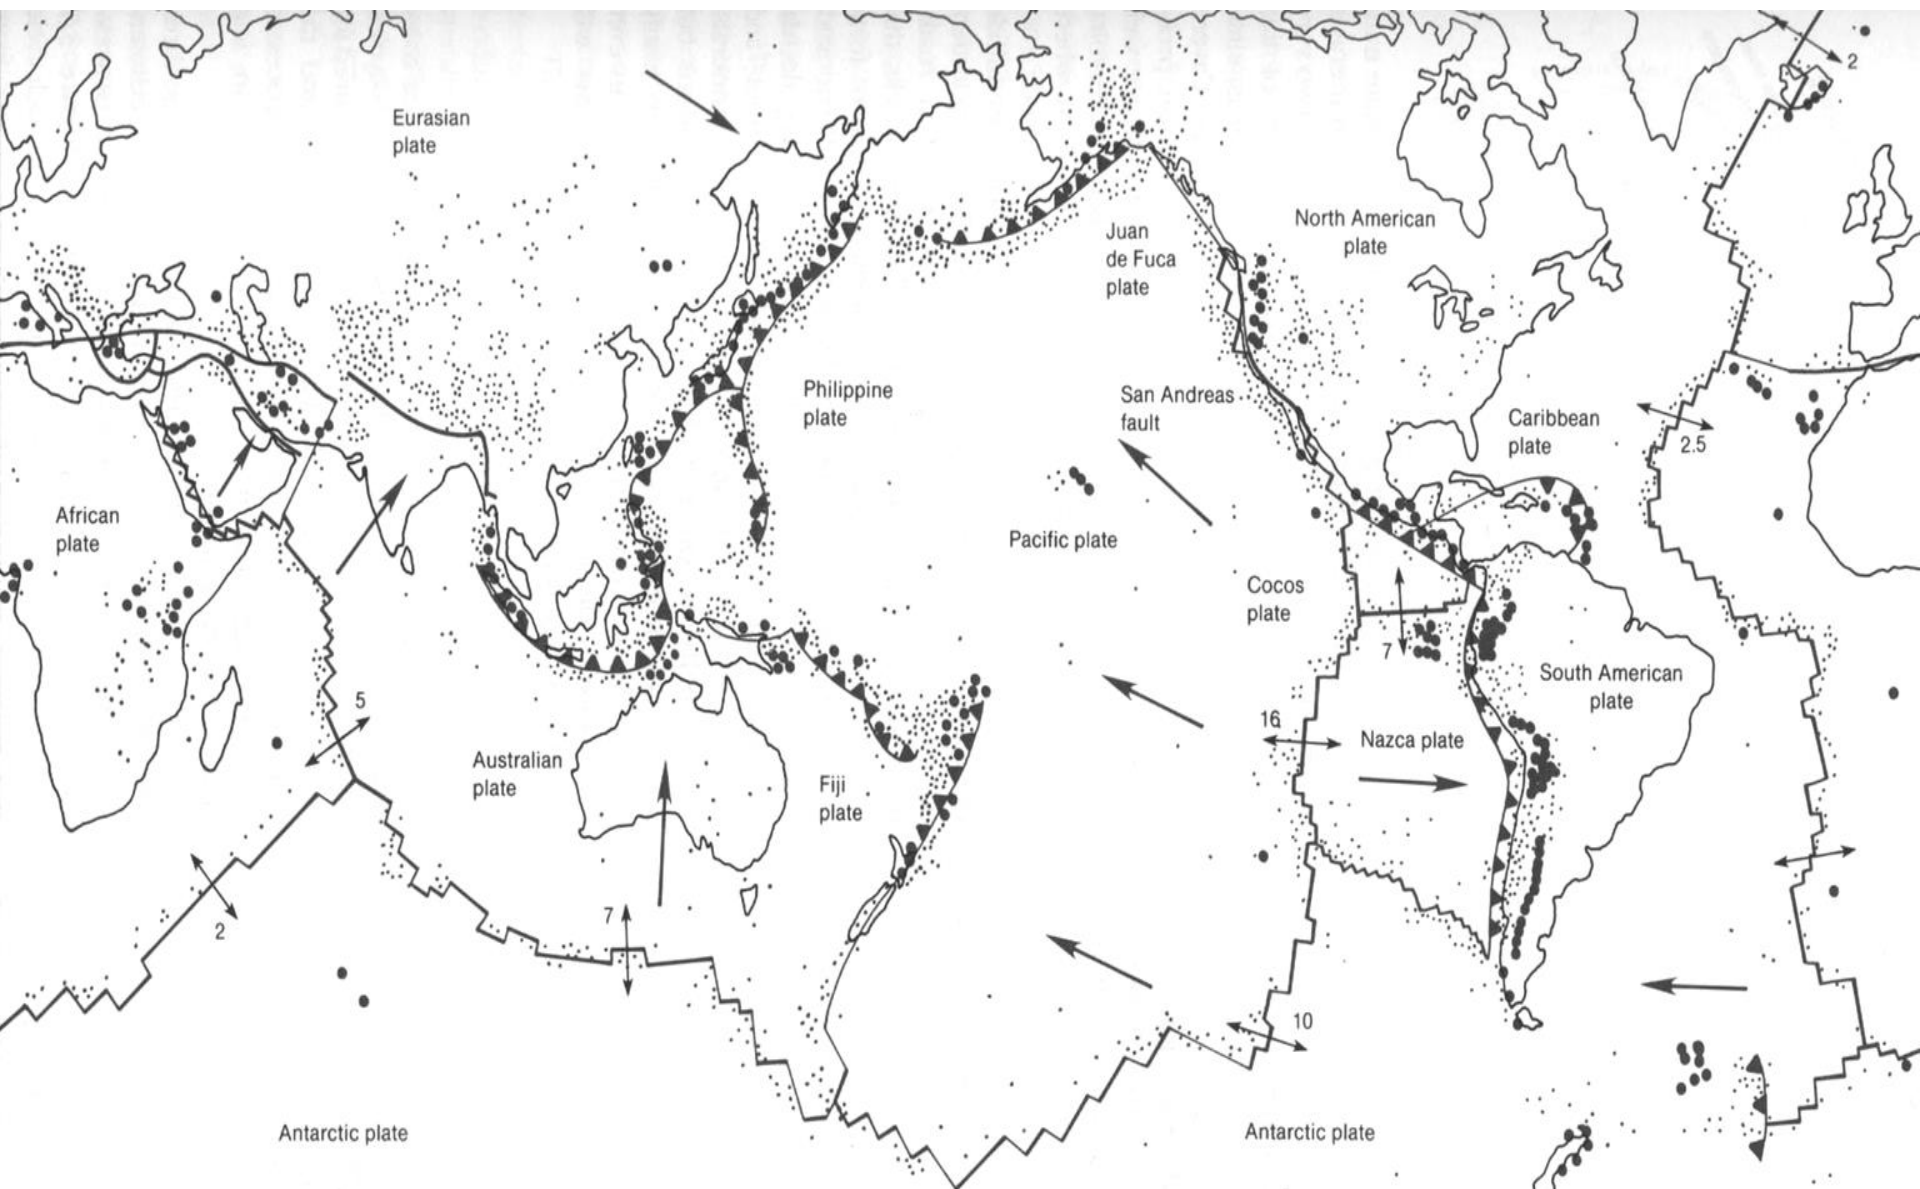 2
Eurasian
plate
North American
plate
Juan
de Fuca
plate
Philippine
plate
San Andreas
fault
Caribbean
plate
2.5
African
plate
Pacific plate
Cocos
plate
7
South American
plate
5
16
Nazca plate
Australian
plate
Fiji
plate
7
2
10
Antarctic plate
Antarctic plate